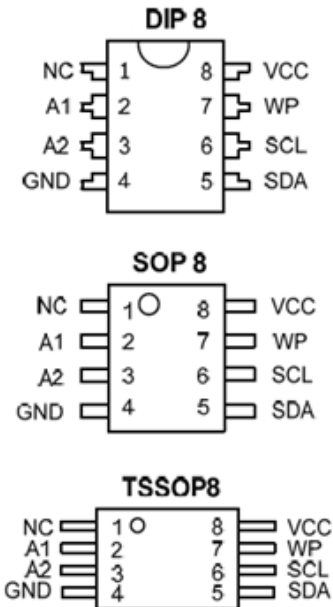 DIP 8
NC 1 8 VCC
A1 2 7 WP
A2 3 6 SCL
GND 4 5 SDA
SOP 8
NC 1 8 VCC
A1 2 7 WP
A2 3 6 SCL
GND 4 5 SDA
TSSOP8
NC 1 8 VCC
A1 2 7 WP
A2 3 6 SCL
GND 4 5 SDA